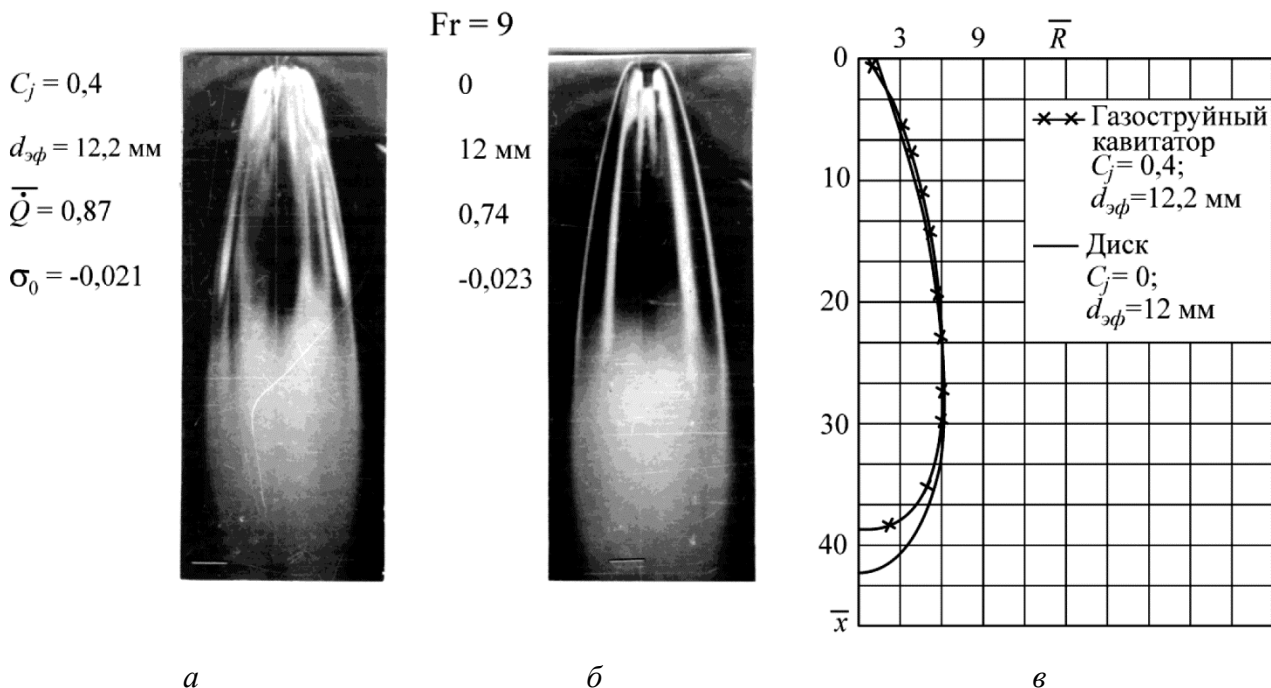 Fr = 9
C_j = 0,4
d_эф = 12,2 мм
Q̇̅ = 0,87
σ₀ = -0,021
0
12 мм
0,74
-0,023
3 9 R̅
0
10
20
30
40
x̅
Газоструйный
кавитатор
C_j = 0,4;
d_эф=12,2 мм
Диск
C_j = 0;
d_эф=12 мм
а б в